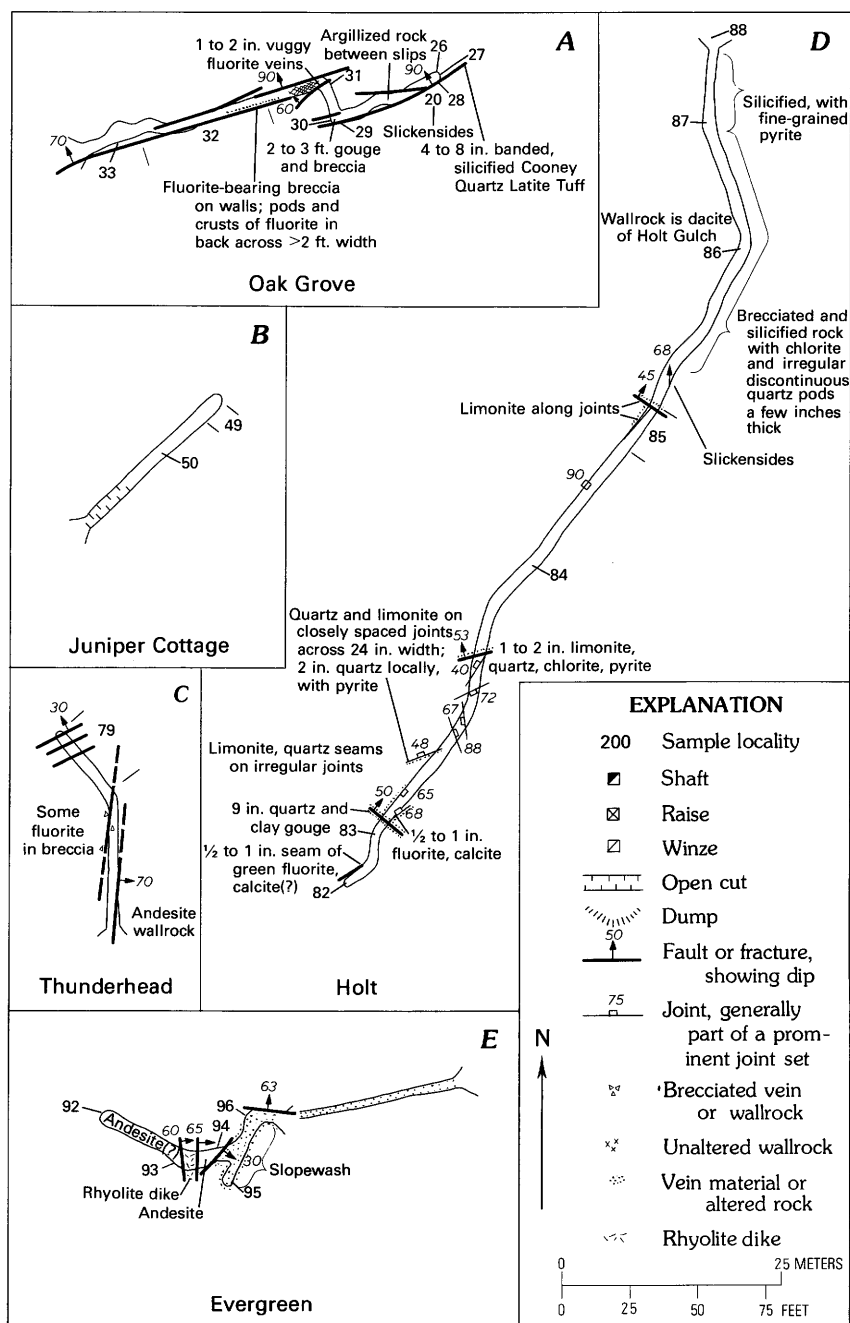 A
1 to 2 in. vuggy
fluorite veins
Argillized rock
between slips
90
31
90
26
27
60
20
28
30
29
Slickensides
70
33
32
2 to 3 ft. gouge
and breccia
4 to 8 in. banded,
silicified Cooney
Quartz Latite Tuff
Fluorite-bearing breccia
on walls; pods and
crusts of fluorite in
back across >2 ft. width
Oak Grove
B
49
50
Juniper Cottage
C
30
79
Some
fluorite
in breccia
70
Andesite
wallrock
Thunderhead
D
88
Silicified, with
fine-grained
pyrite
87
Wallrock is dacite
of Holt Gulch
86
Brecciated and
silicified rock
with chlorite
and irregular
discontinuous
quartz pods
a few inches
thick
68
45
Limonite along joints
85
Slickensides
90
84
Quartz and limonite on
closely spaced joints
across 24 in. width;
2 in. quartz locally,
with pyrite
53
1 to 2 in. limonite,
quartz, chlorite, pyrite
40
72
67
88
48
Limonite, quartz seams
on irregular joints
50
65
9 in. quartz and
clay gouge
83
68
½ to 1 in.
fluorite, calcite
½ to 1 in. seam of
green fluorite,
calcite(?)
82
Holt
E
92
Andesite(?)
60
65
94
96
63
93
30
Slopewash
Rhyolite dike
95
Andesite
Evergreen
EXPLANATION
200 Sample locality
Shaft
Raise
Winze
Open cut
Dump
50
Fault or fracture,
showing dip
75
Joint, generally
part of a prom-
inent joint set
Brecciated vein
or wallrock
Unaltered wallrock
Vein material or
altered rock
Rhyolite dike
N
0 25 METERS
0 25 50 75 FEET